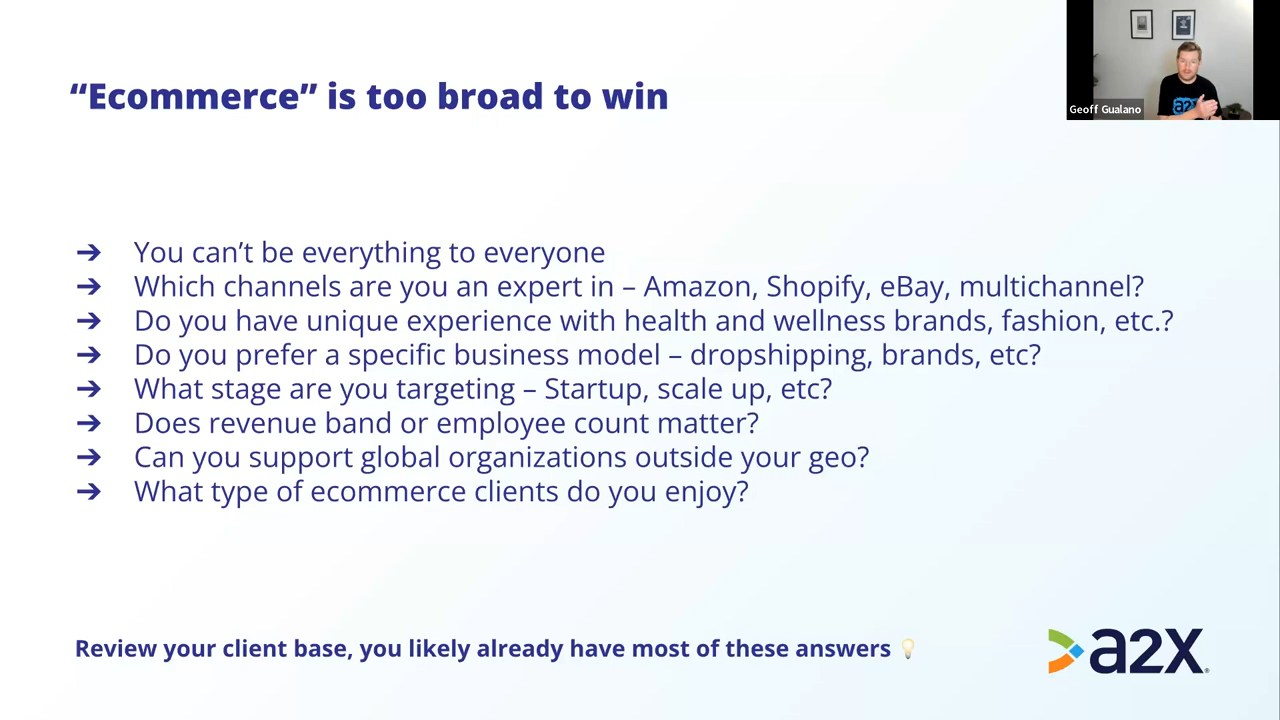 “Ecommerce” is too broad to win
Geoff Gualano
a2x
➔ You can’t be everything to everyone
➔ Which channels are you an expert in – Amazon, Shopify, eBay, multichannel?
➔ Do you have unique experience with health and wellness brands, fashion, etc.?
➔ Do you prefer a specific business model – dropshipping, brands, etc?
➔ What stage are you targeting – Startup, scale up, etc?
➔ Does revenue band or employee count matter?
➔ Can you support global organizations outside your geo?
➔ What type of ecommerce clients do you enjoy?
Review your client base, you likely already have most of these answers 💡
a2X®